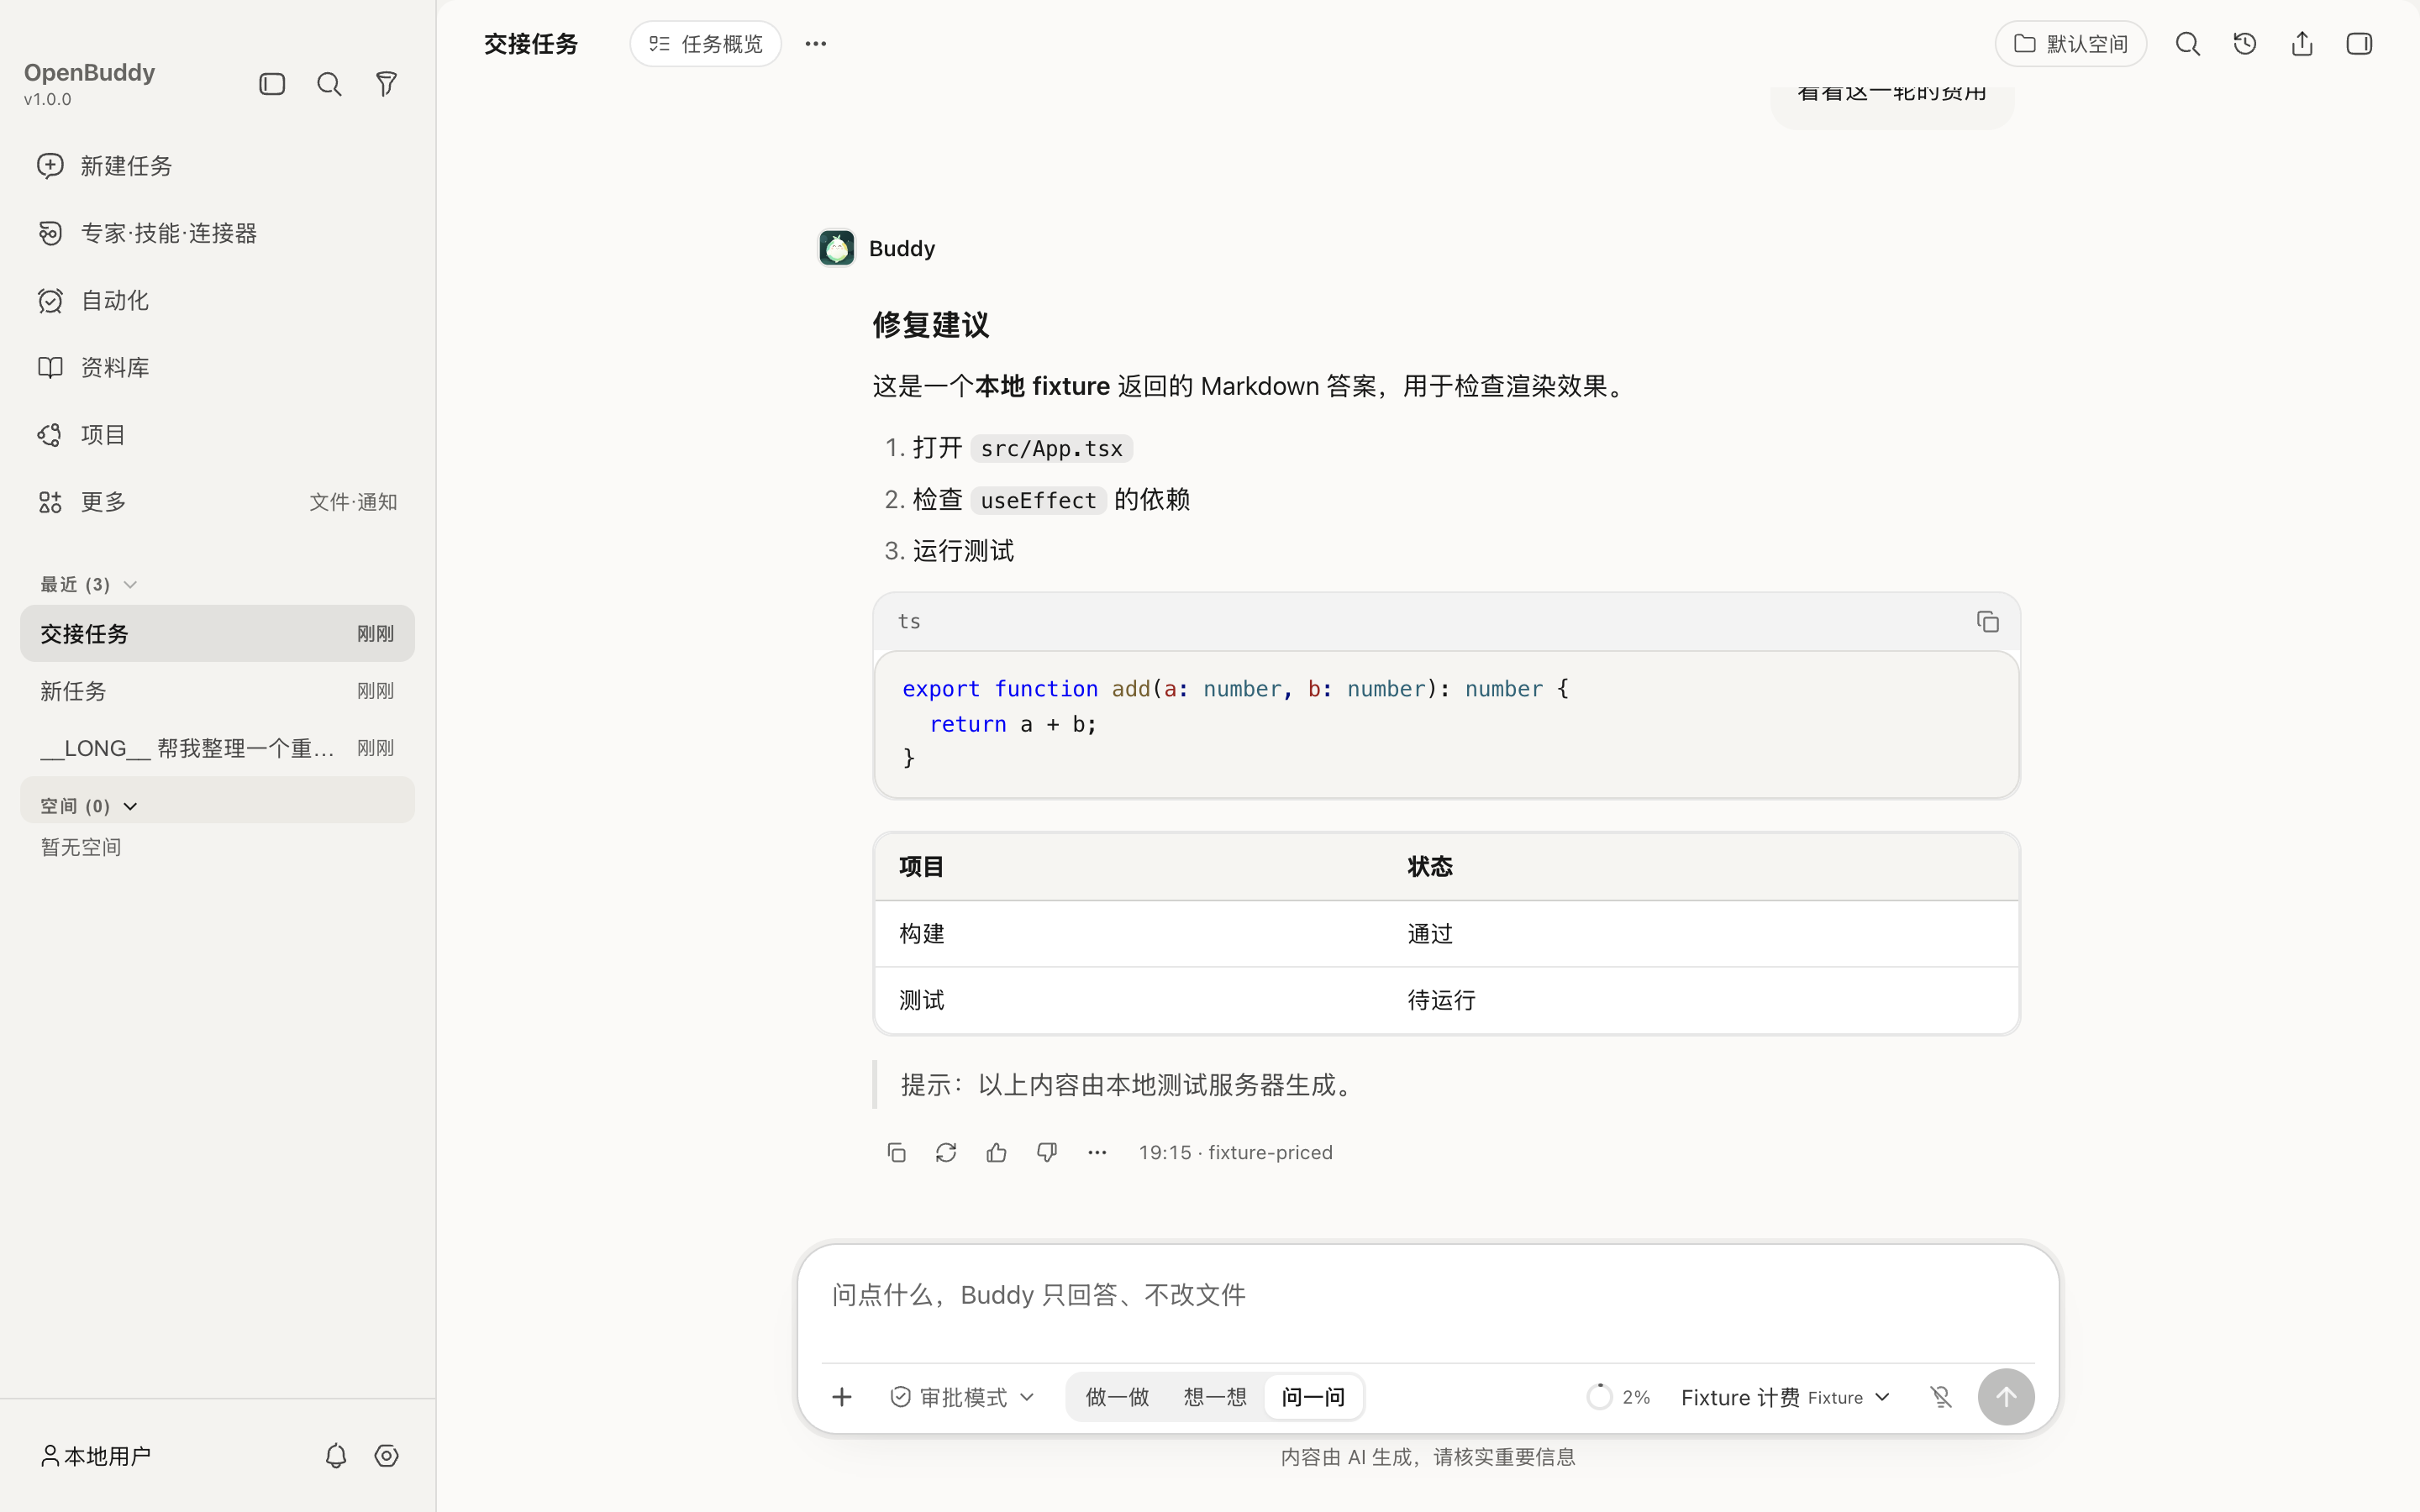 OpenBuddy
v1.0.0
新建任务
专家·技能·连接器
自动化
资料库
项目
更多 文件·通知
最近 (3)
交接任务 刚刚
新任务 刚刚
__LONG__ 帮我整理一个重… 刚刚
空间 (0)
暂无空间
本地用户
交接任务 任务概览 默认空间
看看这一轮的费用
Buddy
修复建议
这是一个本地 fixture 返回的 Markdown 答案，用于检查渲染效果。
1. 打开 src/App.tsx
2. 检查 useEffect 的依赖
3. 运行测试
ts
export function add(a: number, b: number): number {
  return a + b;
}
项目 状态
构建 通过
测试 待运行
提示：以上内容由本地测试服务器生成。
19:15 · fixture-priced
问点什么，Buddy 只回答、不改文件
审批模式 做一做 想一想 问一问 2% Fixture 计费 Fixture
内容由 AI 生成，请核实重要信息